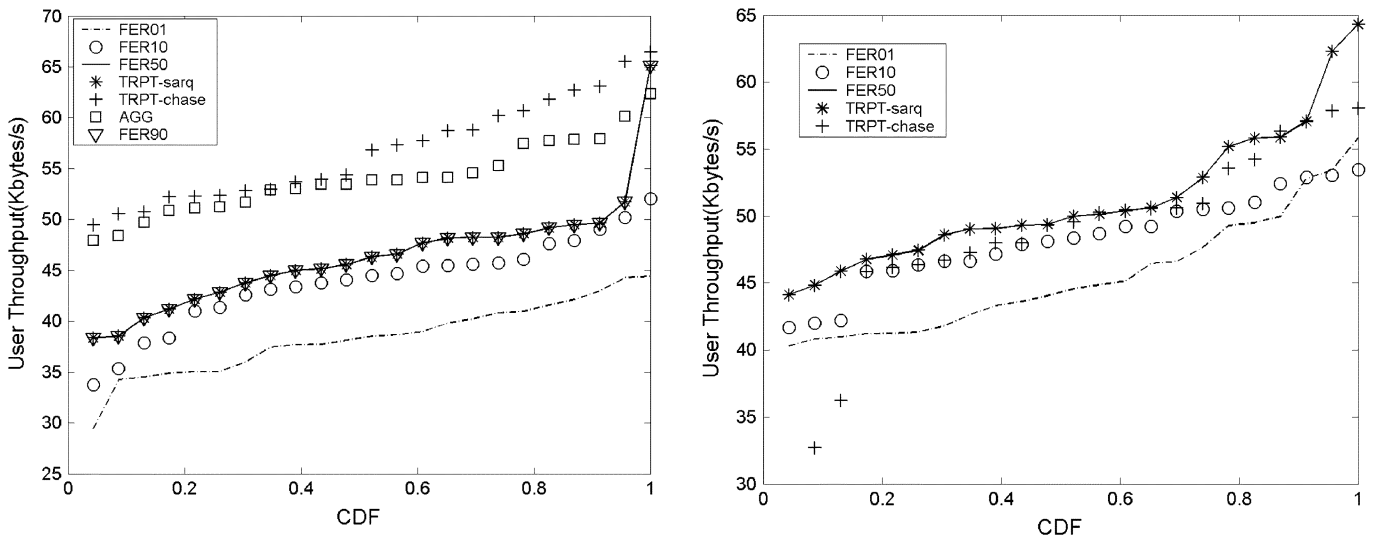 70
65
60
55
50
45
40
35
30
25
User Throughput(Kbytes/s)
FER01
FER10
FER50
TRPT-sarq
TRPT-chase
AGG
FER90
0
0.2
0.4
0.6
0.8
1
CDF
65
60
55
50
45
40
35
30
User Throughput(Kbytes/s)
FER01
FER10
FER50
TRPT-sarq
TRPT-chase
0
0.2
0.4
0.6
0.8
1
CDF